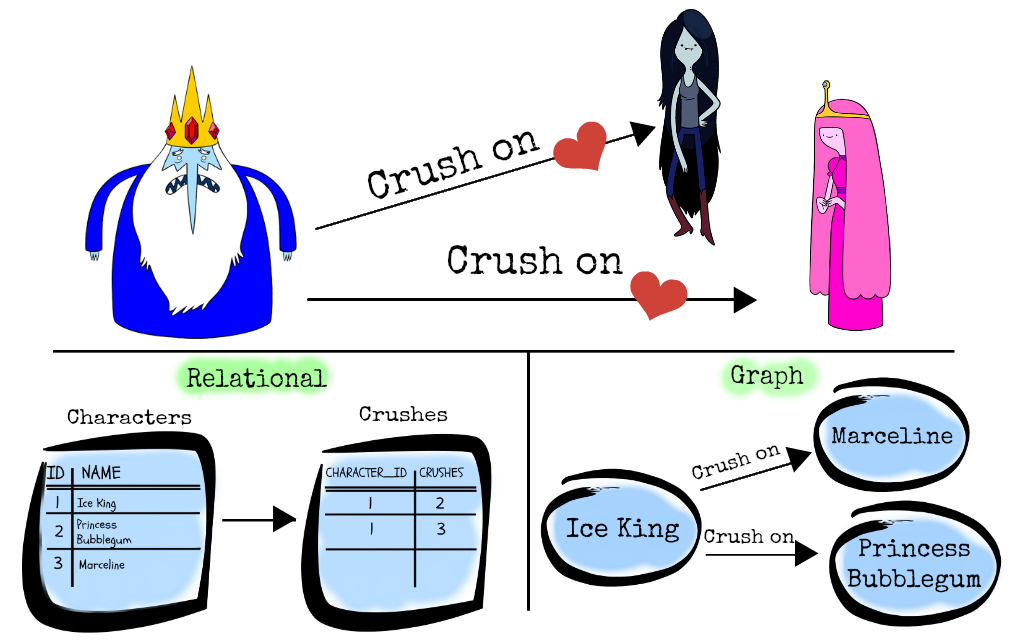 Crush on
Crush on
Relational
Characters
ID NAME
1 Ice King
2 Princess
Bubblegum
3 Marceline
Crushes
CHARACTER_ID CRUSHES
1 2
1 3
Graph
Ice King
Crush on
Marceline
Crush on
Princess
Bubblegum